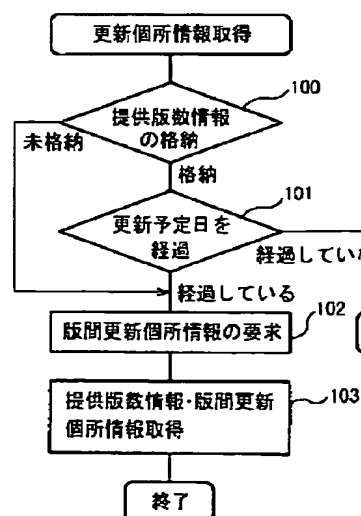 更新個所情報取得
100
提供版数情報
の格納
未格納
格納
101
更新予定日を
経過
経過していな
経過している
102
版間更新個所情報の要求
103
提供版数情報・版間更新
個所情報取得
終了